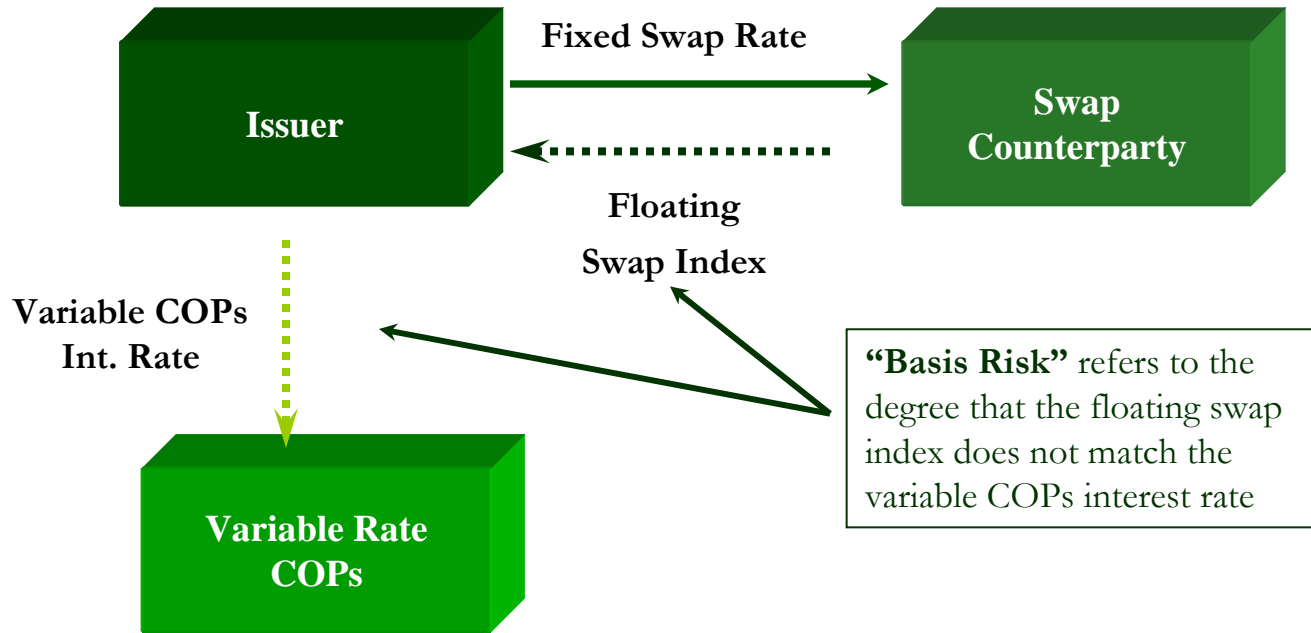 Fixed Swap Rate
Issuer
Swap
Counterparty
Floating
Swap Index
Variable COPs
Int. Rate
“Basis Risk” refers to the
degree that the floating swap
index does not match the
variable COPs interest rate
Variable Rate
COPs